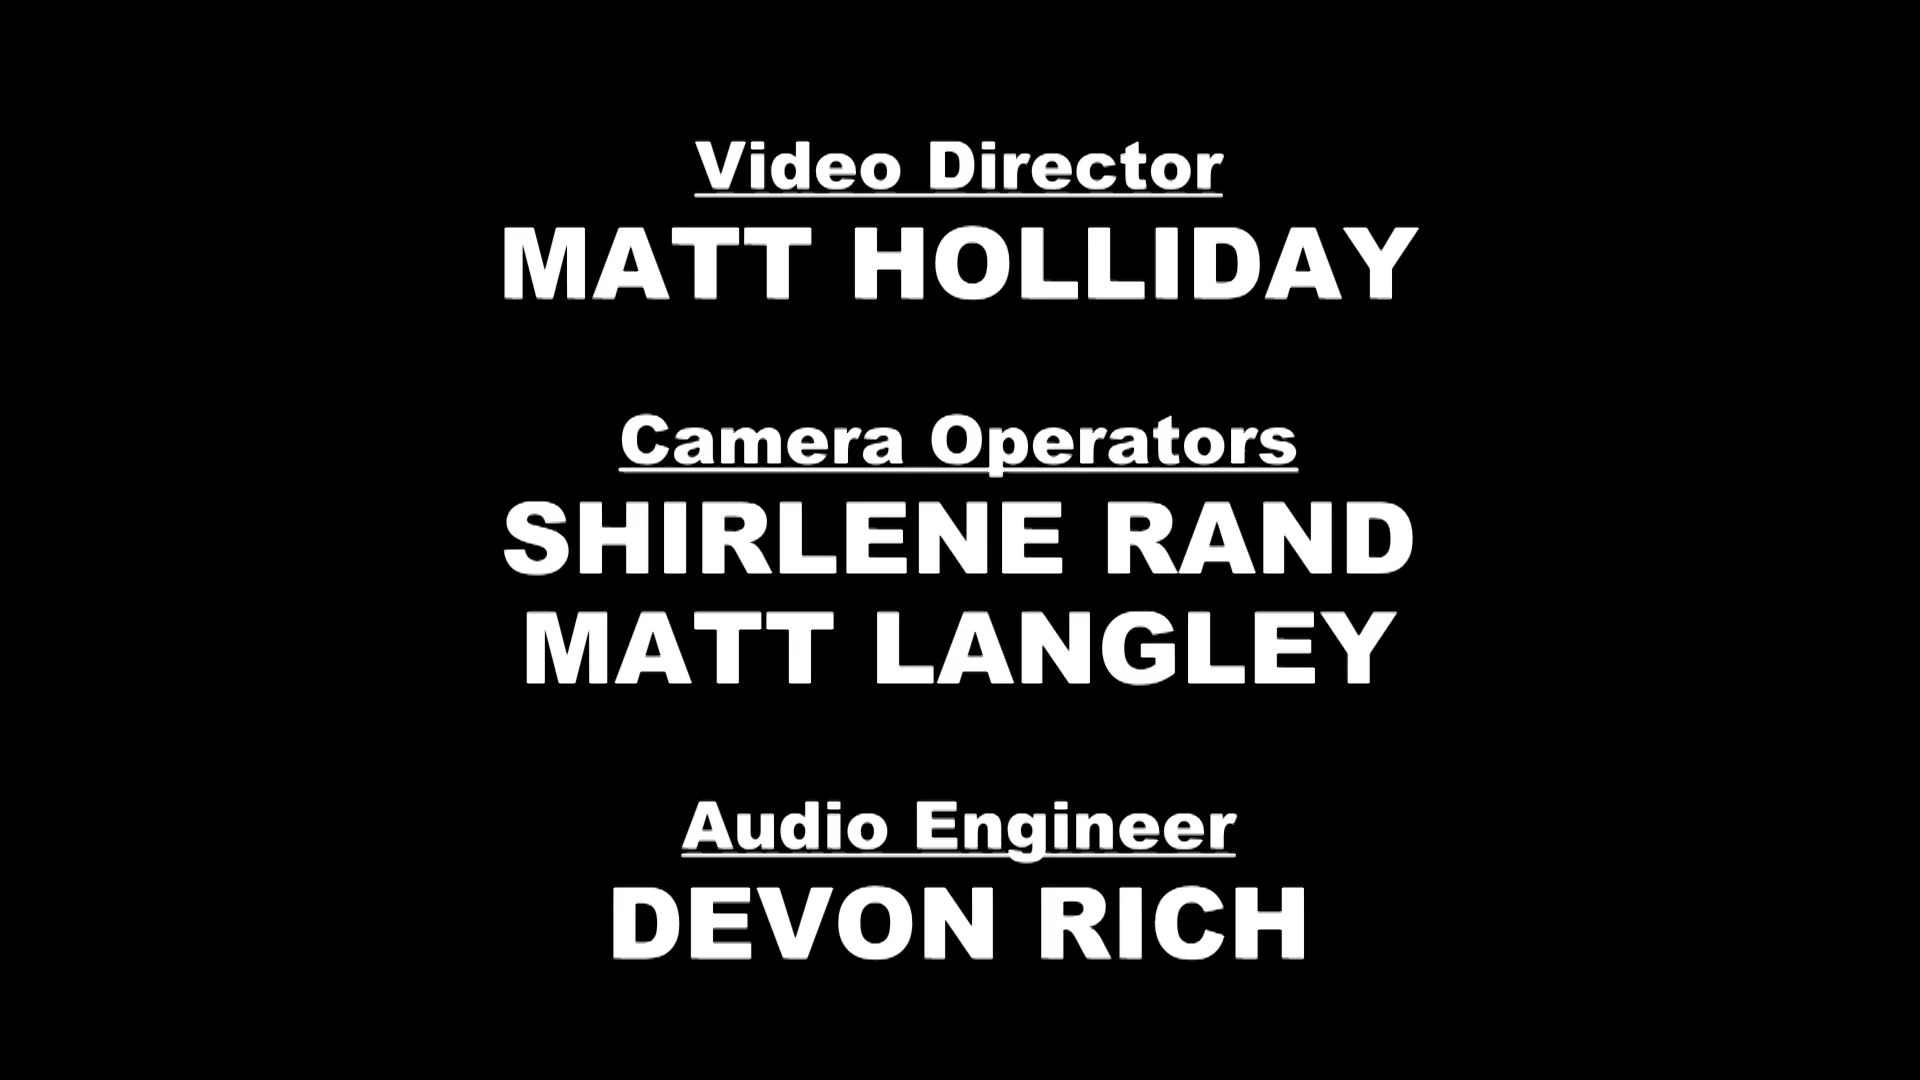 Video Director
MATT HOLLIDAY
Camera Operators
SHIRLENE RAND
MATT LANGLEY
Audio Engineer
DEVON RICH